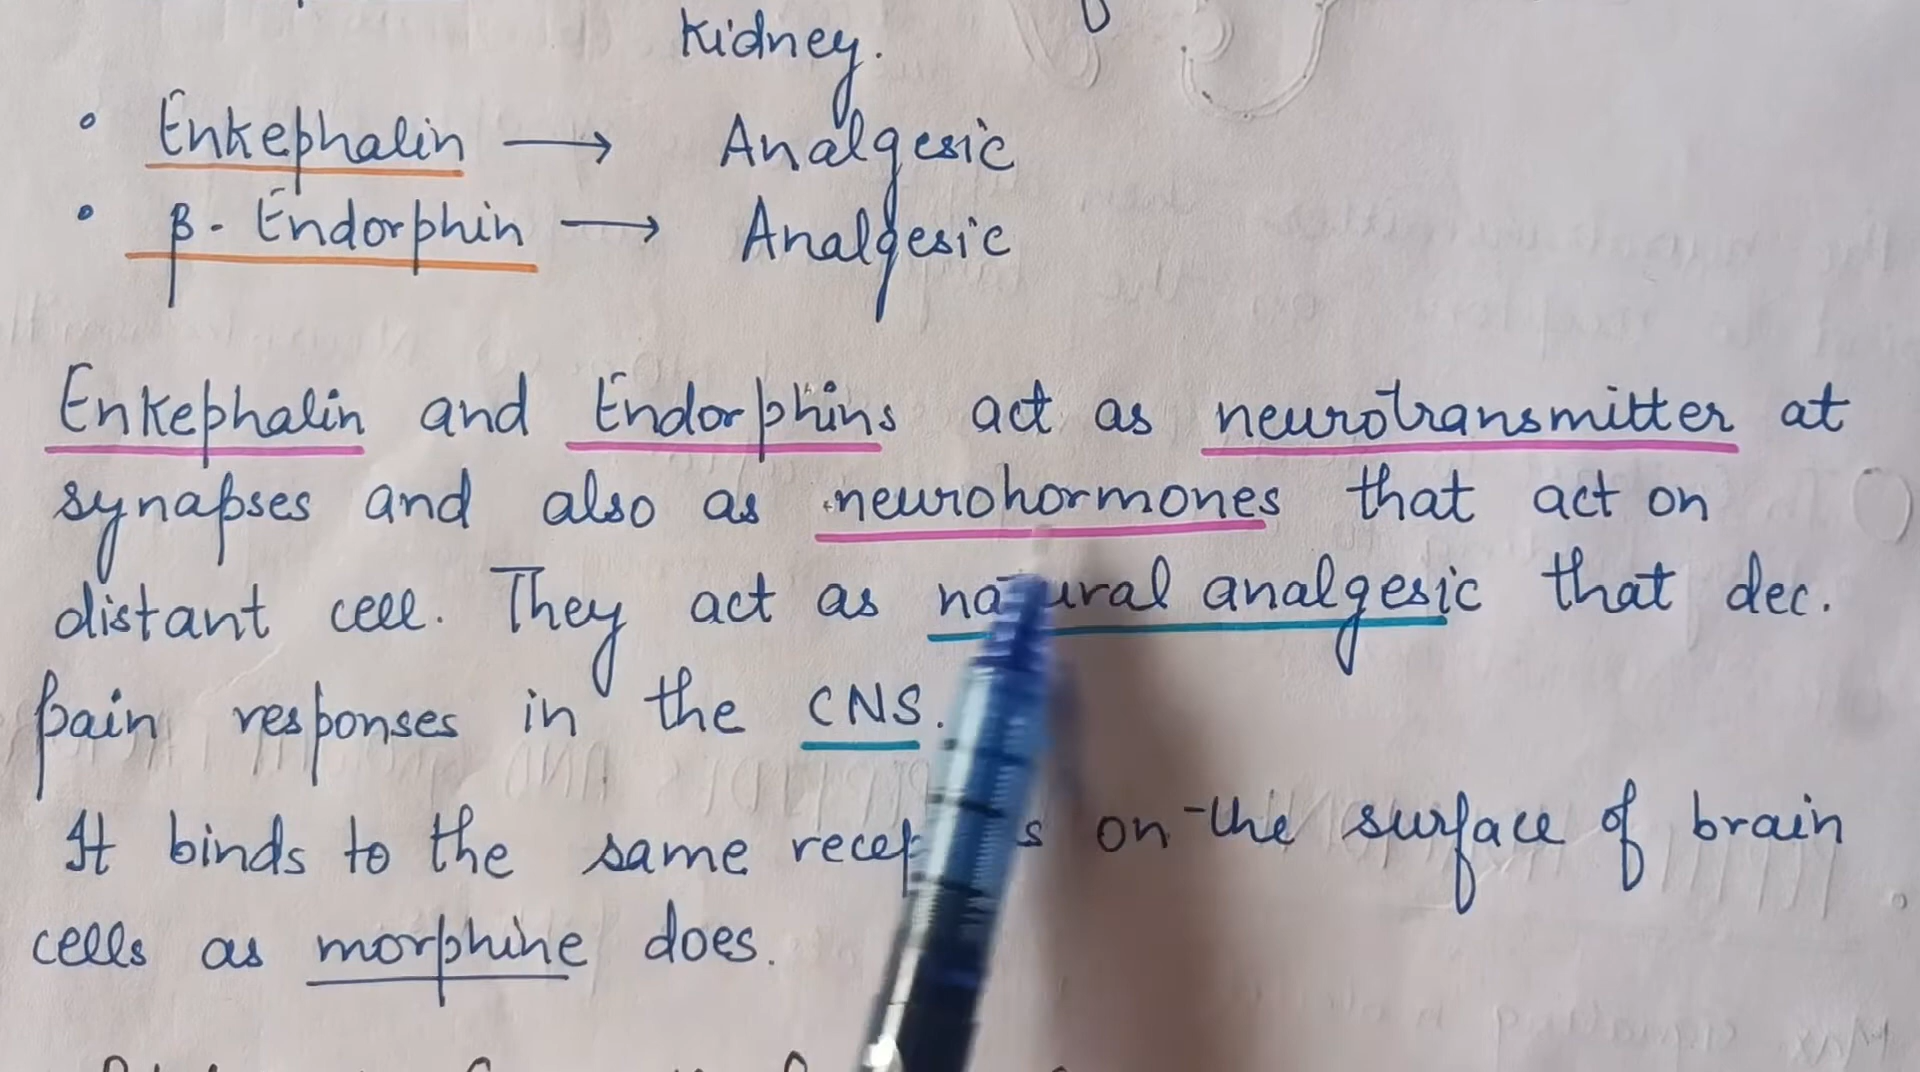 Kidney.
• Enkephalin → Analgesic
• β- Endorphin → Analgesic
Enkephalin and Endorphins act as neurotransmitter at
synapses and also as neurohormones that act on
distant cell. They act as natural analgesic that dec.
pain responses in the CNS.
It binds to the same on the surface of brain
cells as morphine does.